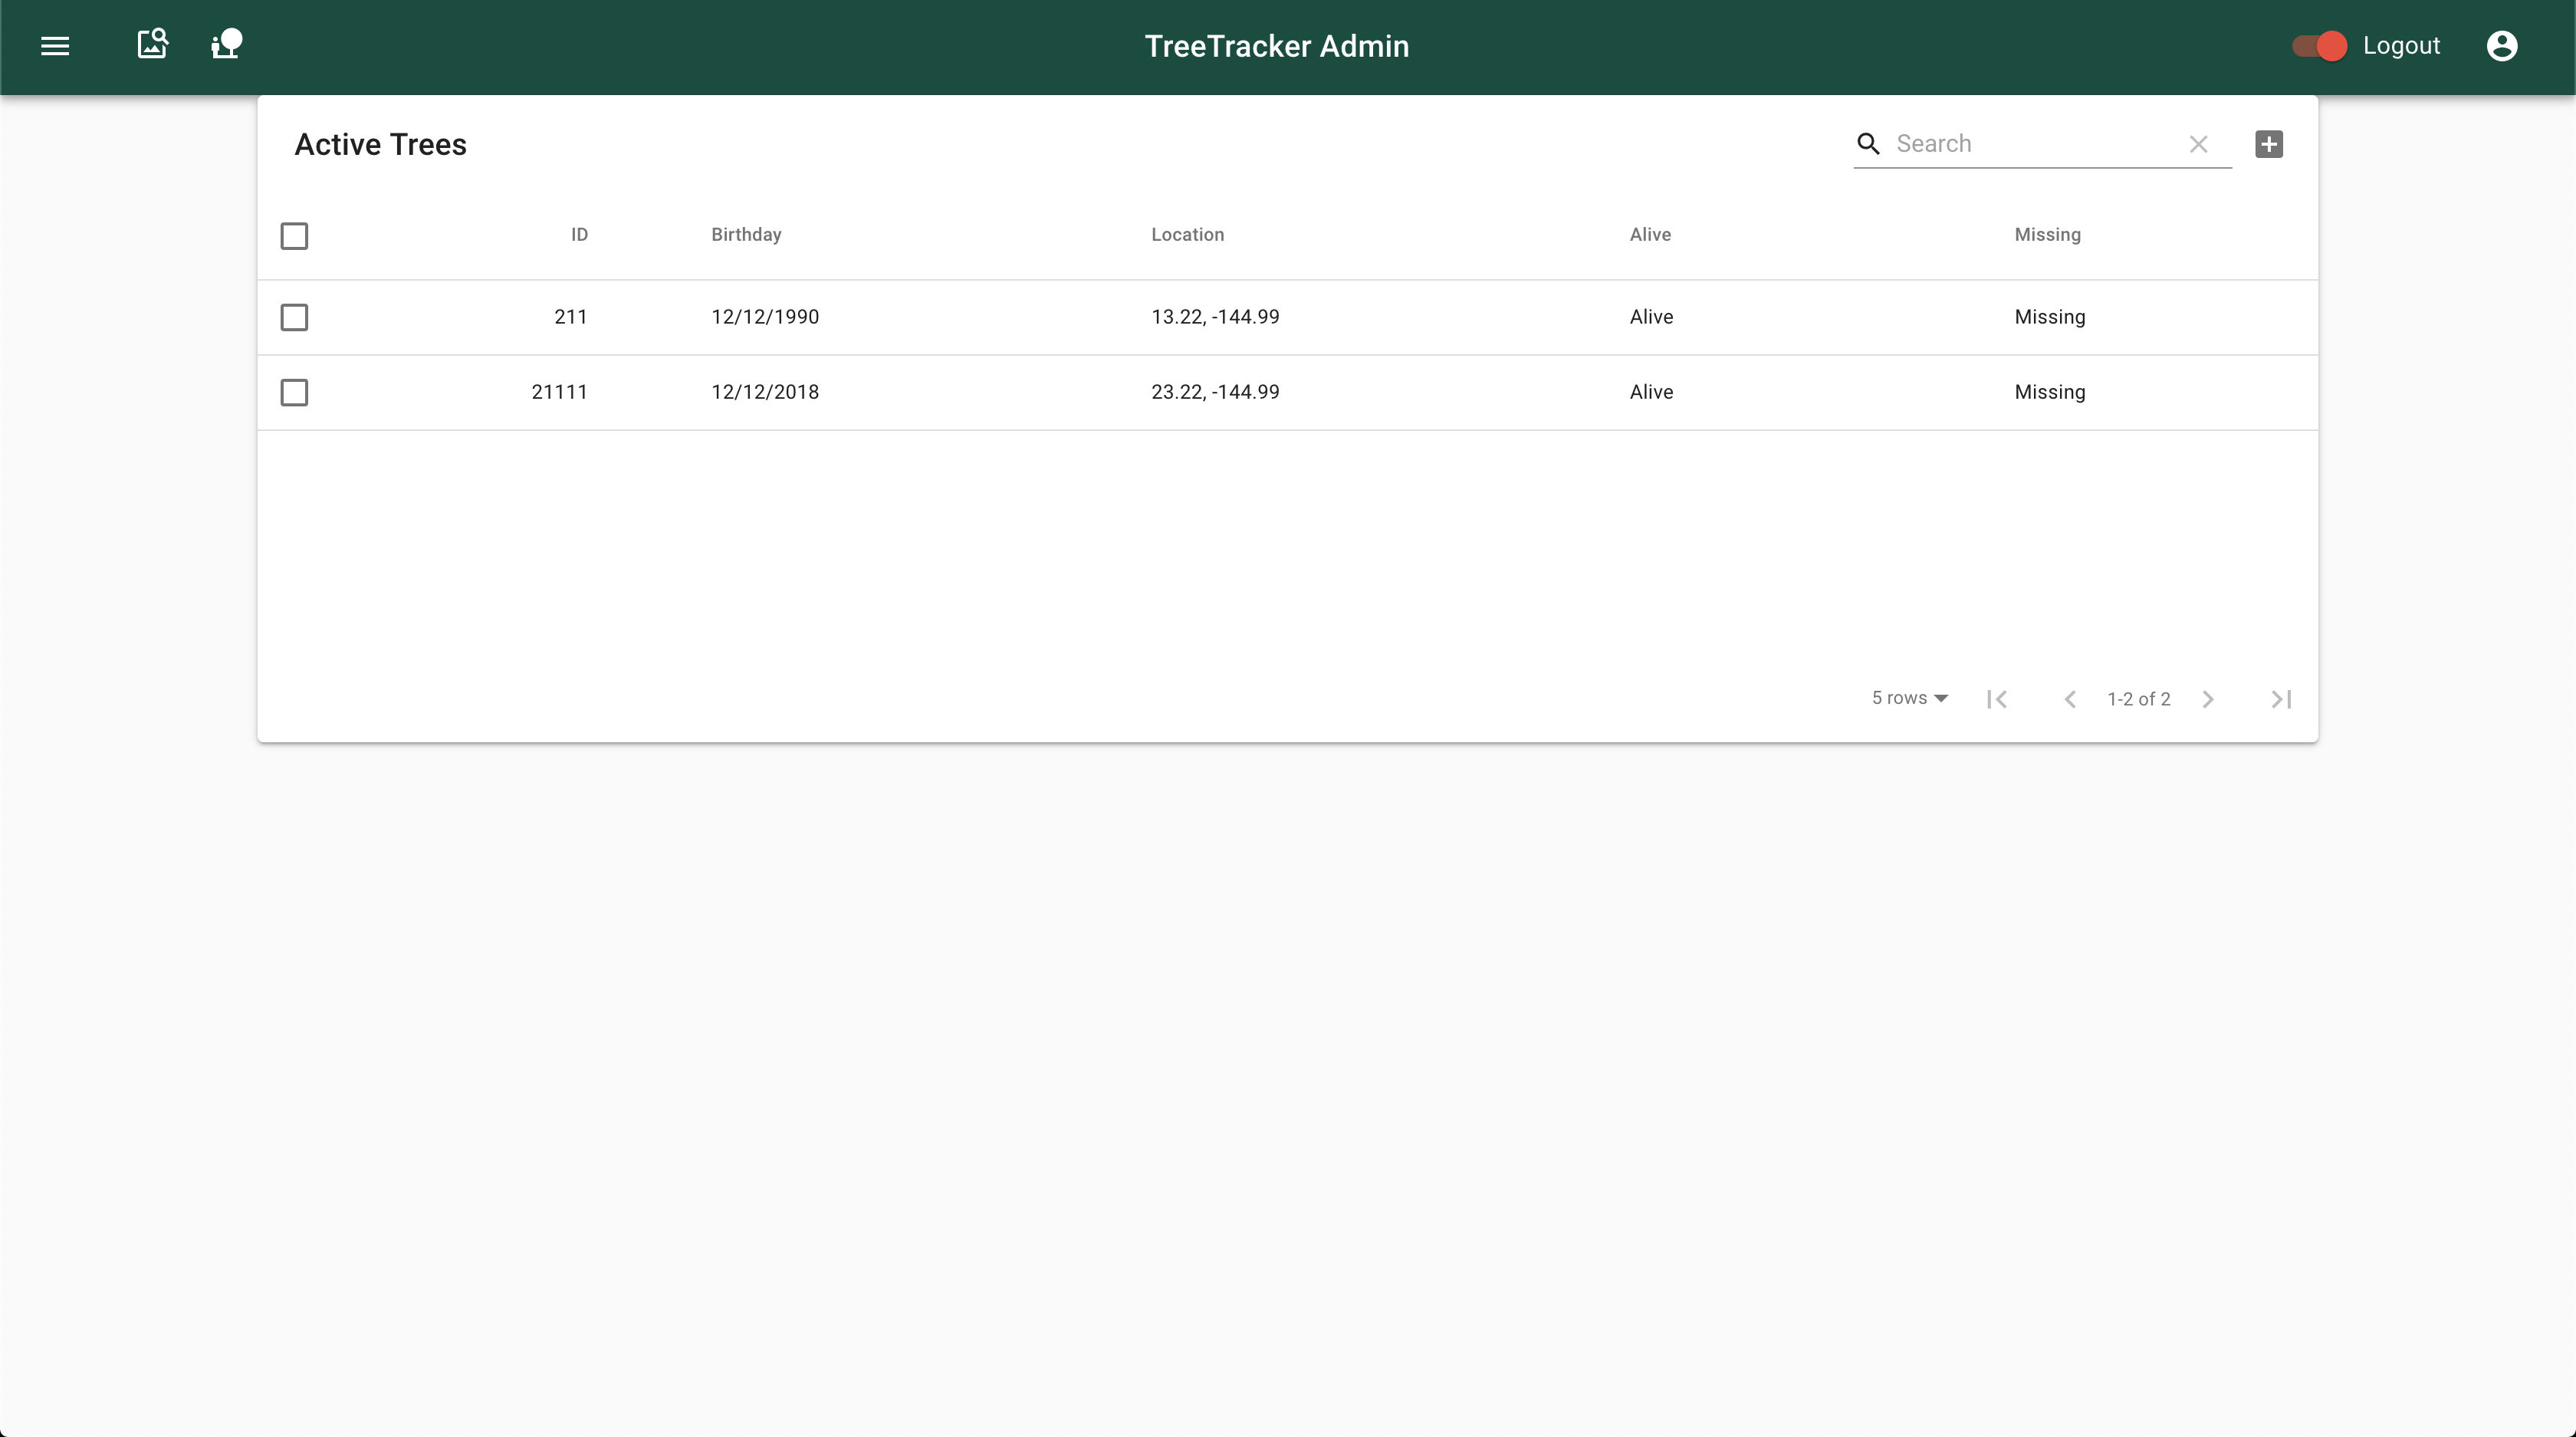 TreeTracker Admin
Logout
Active Trees
Search
ID Birthday Location Alive Missing
211 12/12/1990 13.22, -144.99 Alive Missing
21111 12/12/2018 23.22, -144.99 Alive Missing
5 rows 1-2 of 2